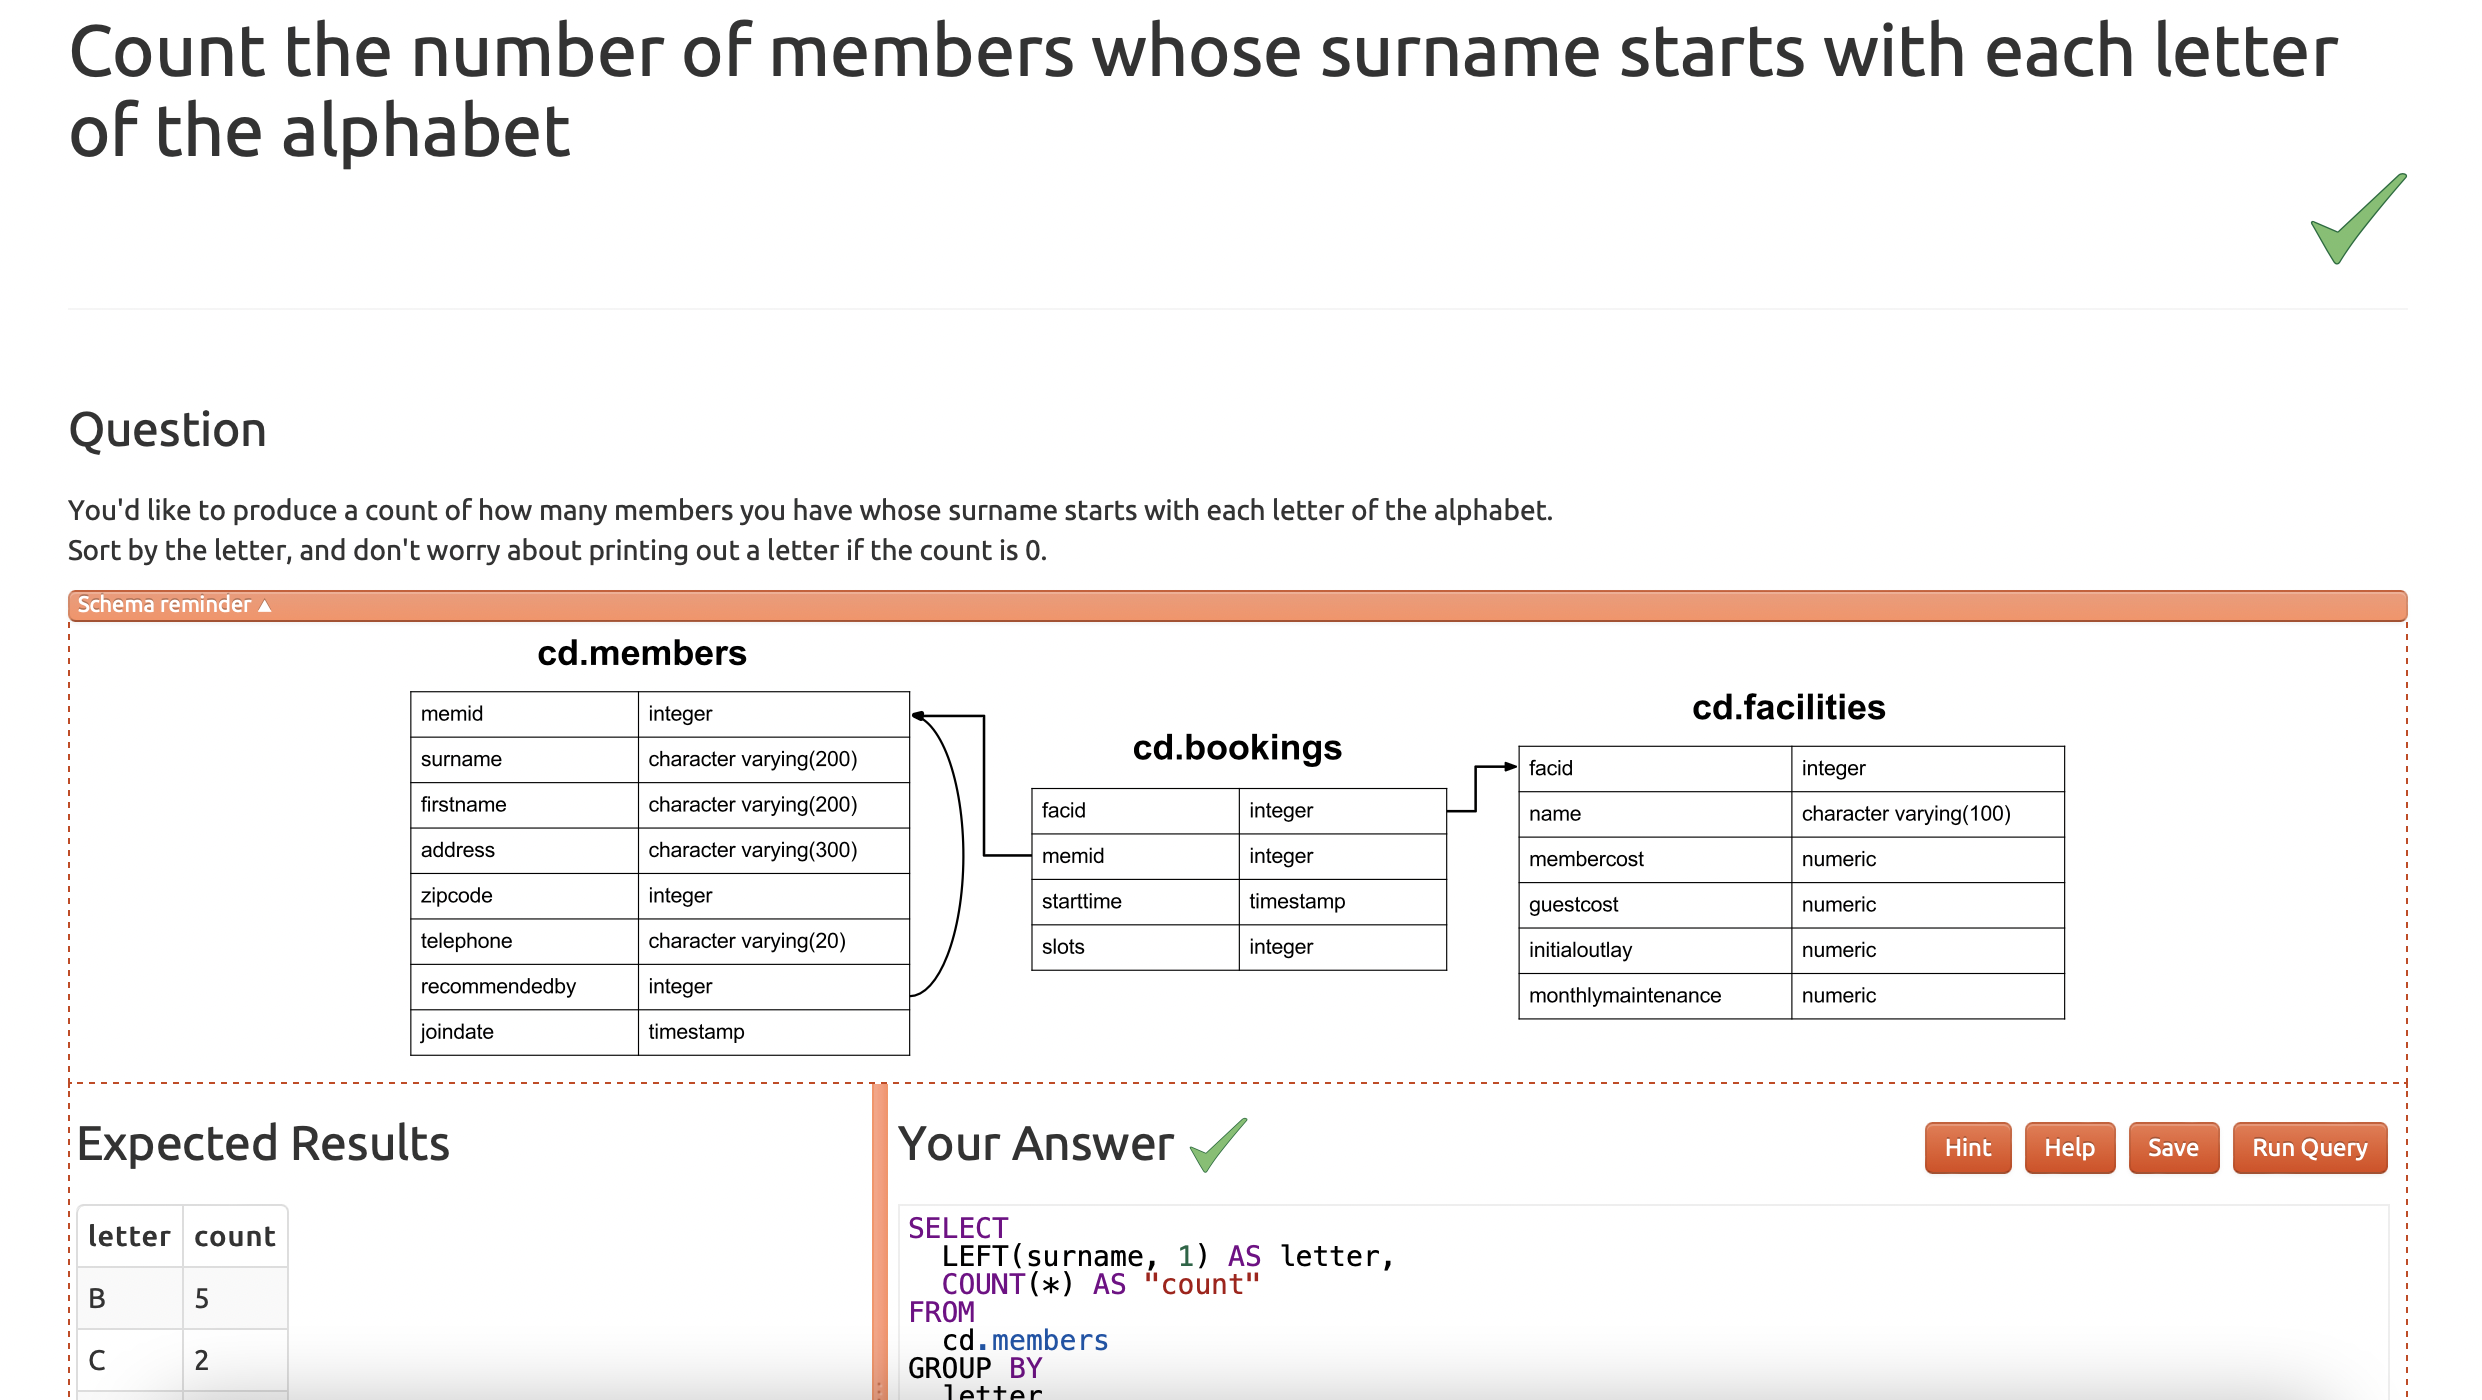 Count the number of members whose surname starts with each letter
of the alphabet
Question
You'd like to produce a count of how many members you have whose surname starts with each letter of the alphabet.
Sort by the letter, and don't worry about printing out a letter if the count is 0.
Schema reminder ▲
cd.members
memid integer
surname character varying(200)
firstname character varying(200)
address character varying(300)
zipcode integer
telephone character varying(20)
recommendedby integer
joindate timestamp
cd.bookings
facid integer
memid integer
starttime timestamp
slots integer
cd.facilities
facid integer
name character varying(100)
membercost numeric
guestcost numeric
initialoutlay numeric
monthlymaintenance numeric
Expected Results
letter count
B 5
C 2
Your Answer
Hint Help Save Run Query
SELECT
  LEFT(surname, 1) AS letter,
  COUNT(*) AS "count"
FROM
  cd.members
GROUP BY
  letter